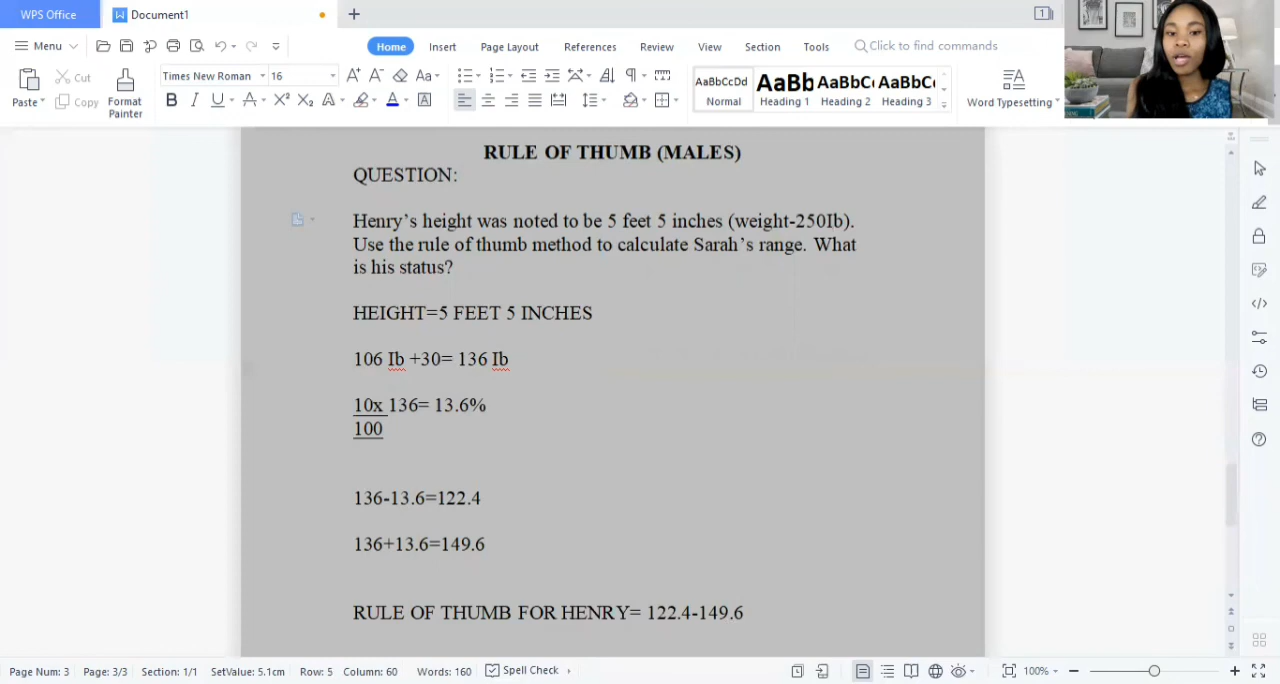 WPS Office
Document1
1
Menu
Home
Insert
Page Layout
References
Review
View
Section
Tools
Click to find commands
Paste
Cut
Copy
Format Painter
Times New Roman
16
AaBbCcDd
Normal
AaBb
Heading 1
AaBbC
Heading 2
AaBbC
Heading 3
Word Typesetting
RULE OF THUMB (MALES)
QUESTION:
Henry's height was noted to be 5 feet 5 inches (weight-250Ib).
Use the rule of thumb method to calculate Sarah's range. What
is his status?
HEIGHT=5 FEET 5 INCHES
106 Ib +30= 136 Ib
10x 136= 13.6%
100
136-13.6=122.4
136+13.6=149.6
RULE OF THUMB FOR HENRY= 122.4-149.6
Page Num: 3
Page: 3/3
Section: 1/1
SetValue: 5.1cm
Row: 5
Column: 60
Words: 160
Spell Check
100%